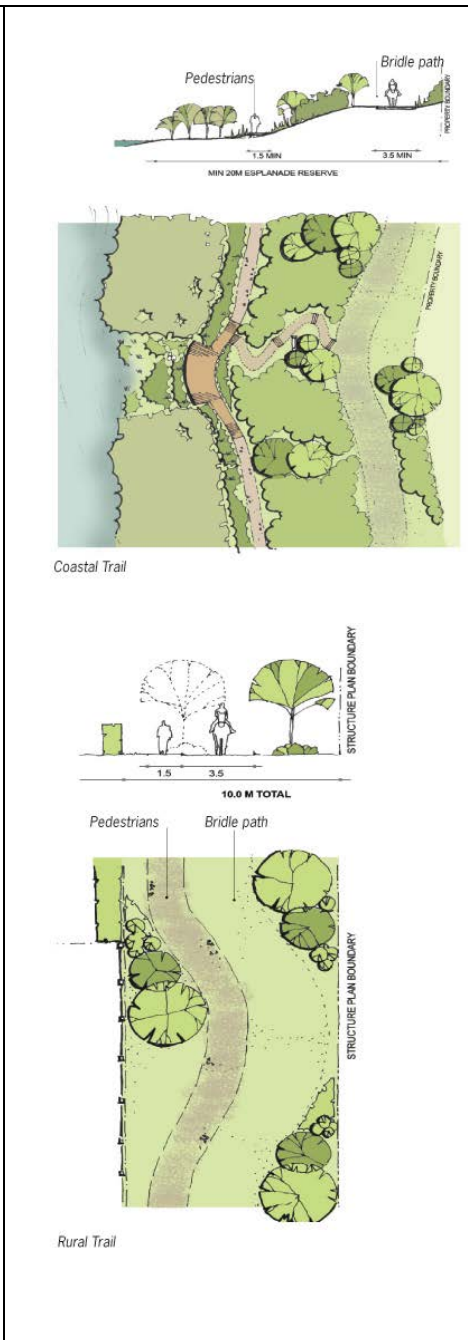 Bridle path
Pedestrians
PROPERTY BOUNDARY
1.5 MIN
3.5 MIN
MIN 20M ESPLANADE RESERVE
PROPERTY BOUNDARY
Coastal Trail
STRUCTURE PLAN BOUNDARY
1.5
3.5
10.0 M TOTAL
Pedestrians
Bridle path
STRUCTURE PLAN BOUNDARY
Rural Trail